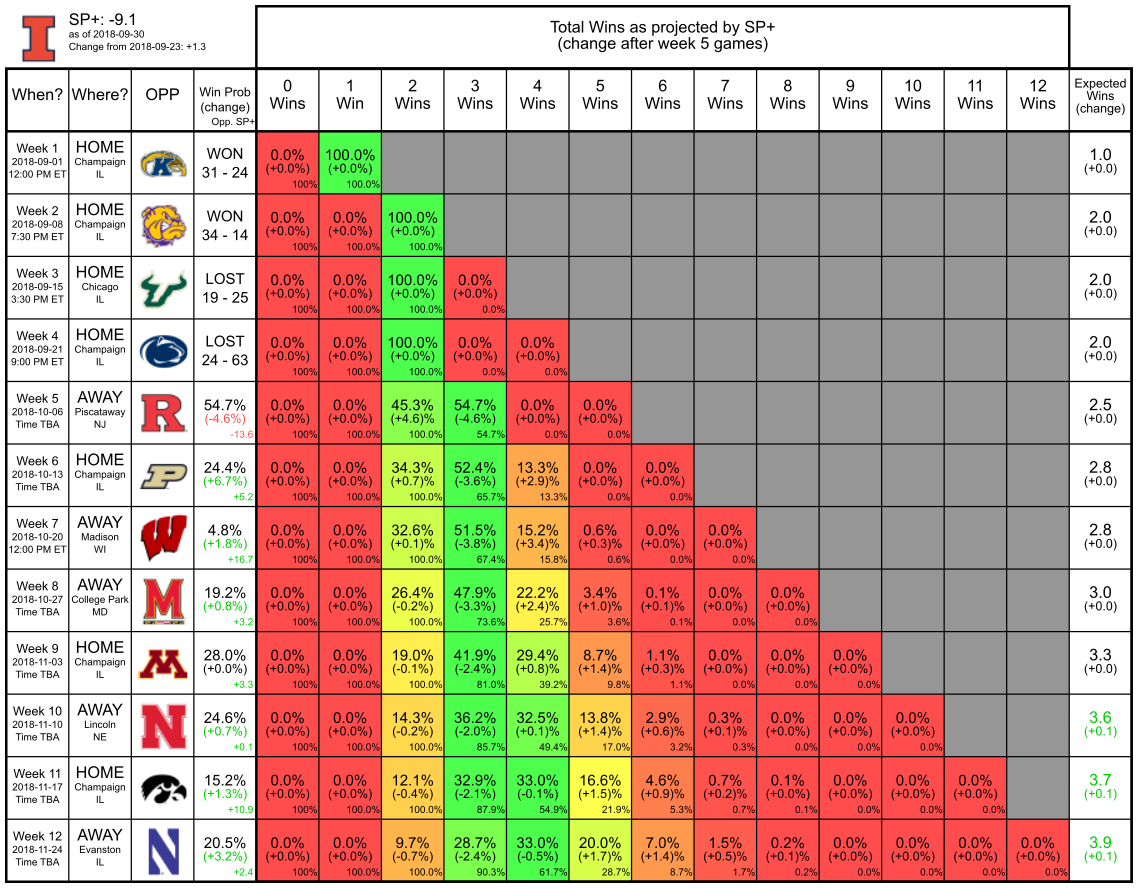 SP+: -9.1
as of 2018-09-30
Change from 2018-09-23: +1.3
Total Wins as projected by SP+
(change after week 5 games)
When? Where? OPP Win Prob (change) Opp. SP+ 0 Wins 1 Win 2 Wins 3 Wins 4 Wins 5 Wins 6 Wins 7 Wins 8 Wins 9 Wins 10 Wins 11 Wins 12 Wins Expected Wins (change)
Week 1 HOME K WON 0.0% 100.0% 1.0
2018-09-01 Champaign 31 - 24 (+0.0%) (+0.0%) (+0.0)
12:00 PM ET IL 100% 100.0%
Week 2 HOME WON 0.0% 0.0% 100.0% 2.0
2018-09-08 Champaign 34 - 14 (+0.0%) (+0.0%) (+0.0%) (+0.0)
7:30 PM ET IL 100% 100.0% 100.0%
Week 3 HOME LOST 0.0% 0.0% 100.0% 0.0% 2.0
2018-09-15 Chicago 19 - 25 (+0.0%) (+0.0%) (+0.0%) (+0.0%) (+0.0)
3:30 PM ET IL 100% 100.0% 100.0% 0.0%
Week 4 HOME LOST 0.0% 0.0% 100.0% 0.0% 0.0% 2.0
2018-09-21 Champaign 24 - 63 (+0.0%) (+0.0%) (+0.0%) (+0.0%) (+0.0%) (+0.0)
9:00 PM ET IL 100% 100.0% 100.0% 0.0% 0.0%
Week 5 AWAY R 54.7% 0.0% 0.0% 45.3% 54.7% 0.0% 0.0% 2.5
2018-10-06 Piscataway (-4.6%) (+0.0%) (+0.0%) (+4.6)% (-4.6%) (+0.0%) (+0.0)% (+0.0)
Time TBA NJ -13.6 100% 100.0% 100.0% 54.7% 0.0% 0.0%
Week 6 HOME P 24.4% 0.0% 0.0% 34.3% 52.4% 13.3% 0.0% 0.0% 2.8
2018-10-13 Champaign (+6.7%) (+0.0%) (+0.0%) (+0.7)% (-3.6%) (+2.9)% (+0.0%) (+0.0%) (+0.0)
Time TBA IL +5.2 100% 100.0% 100.0% 65.7% 13.3% 0.0% 0.0%
Week 7 AWAY W 4.8% 0.0% 0.0% 32.6% 51.5% 15.2% 0.6% 0.0% 0.0% 2.8
2018-10-20 Madison (+1.8%) (+0.0%) (+0.0%) (+0.1)% (-3.8%) (+3.4)% (+0.3)% (+0.0%) (+0.0%) (+0.0)
12:00 PM ET WI +16.7 100% 100.0% 100.0% 67.4% 15.8% 0.6% 0.0% 0.0%
Week 8 AWAY M 19.2% 0.0% 0.0% 26.4% 47.9% 22.2% 3.4% 0.1% 0.0% 0.0% 3.0
2018-10-27 College Park (+0.8%) (+0.0%) (+0.0%) (-0.2%) (-3.3%) (+2.4)% (+1.0)% (+0.1)% (+0.0%) (+0.0%) (+0.0)
Time TBA MD +3.2 100% 100.0% 100.0% 73.6% 25.7% 3.6% 0.1% 0.0% 0.0%
Week 9 HOME M 28.0% 0.0% 0.0% 19.0% 41.9% 29.4% 8.7% 1.1% 0.0% 0.0% 0.0% 3.3
2018-11-03 Champaign (+0.0%) (+0.0%) (+0.0%) (-0.1%) (-2.4%) (+0.8)% (+1.4)% (+0.3)% (+0.0%) (+0.0%) (+0.0%) (+0.0)
Time TBA IL +3.3 100% 100.0% 100.0% 81.0% 39.2% 9.8% 1.1% 0.0% 0.0% 0.0%
Week 10 AWAY N 24.6% 0.0% 0.0% 14.3% 36.2% 32.5% 13.8% 2.9% 0.3% 0.0% 0.0% 0.0% 3.6
2018-11-10 Lincoln (+0.7%) (+0.0%) (+0.0%) (-0.2%) (-2.0%) (+0.1)% (+1.4)% (+0.6)% (+0.1)% (+0.0%) (+0.0%) (+0.0%) (+0.1)
Time TBA NE +0.1 100% 100.0% 100.0% 85.7% 49.4% 17.0% 3.2% 0.3% 0.0% 0.0% 0.0%
Week 11 HOME 15.2% 0.0% 0.0% 12.1% 32.9% 33.0% 16.6% 4.6% 0.7% 0.1% 0.0% 0.0% 0.0% 3.7
2018-11-17 Champaign (+1.3%) (+0.0%) (+0.0%) (-0.4%) (-2.1%) (-0.1%) (+1.5)% (+0.9)% (+0.2)% (+0.0%) (+0.0%) (+0.0%) (+0.0%) (+0.1)
Time TBA IL +10.9 100% 100.0% 100.0% 87.9% 54.9% 21.9% 5.3% 0.7% 0.1% 0.0% 0.0% 0.0%
Week 12 AWAY N 20.5% 0.0% 0.0% 9.7% 28.7% 33.0% 20.0% 7.0% 1.5% 0.2% 0.0% 0.0% 0.0% 0.0% 3.9
2018-11-24 Evanston (+3.2%) (+0.0%) (+0.0%) (-0.7%) (-2.4%) (-0.5%) (+1.7)% (+1.4)% (+0.5)% (+0.1)% (+0.0%) (+0.0%) (+0.0%) (+0.0%) (+0.1)
Time TBA IL +2.4 100% 100.0% 100.0% 90.3% 61.7% 28.7% 8.7% 1.7% 0.2% 0.0% 0.0% 0.0% 0.0%